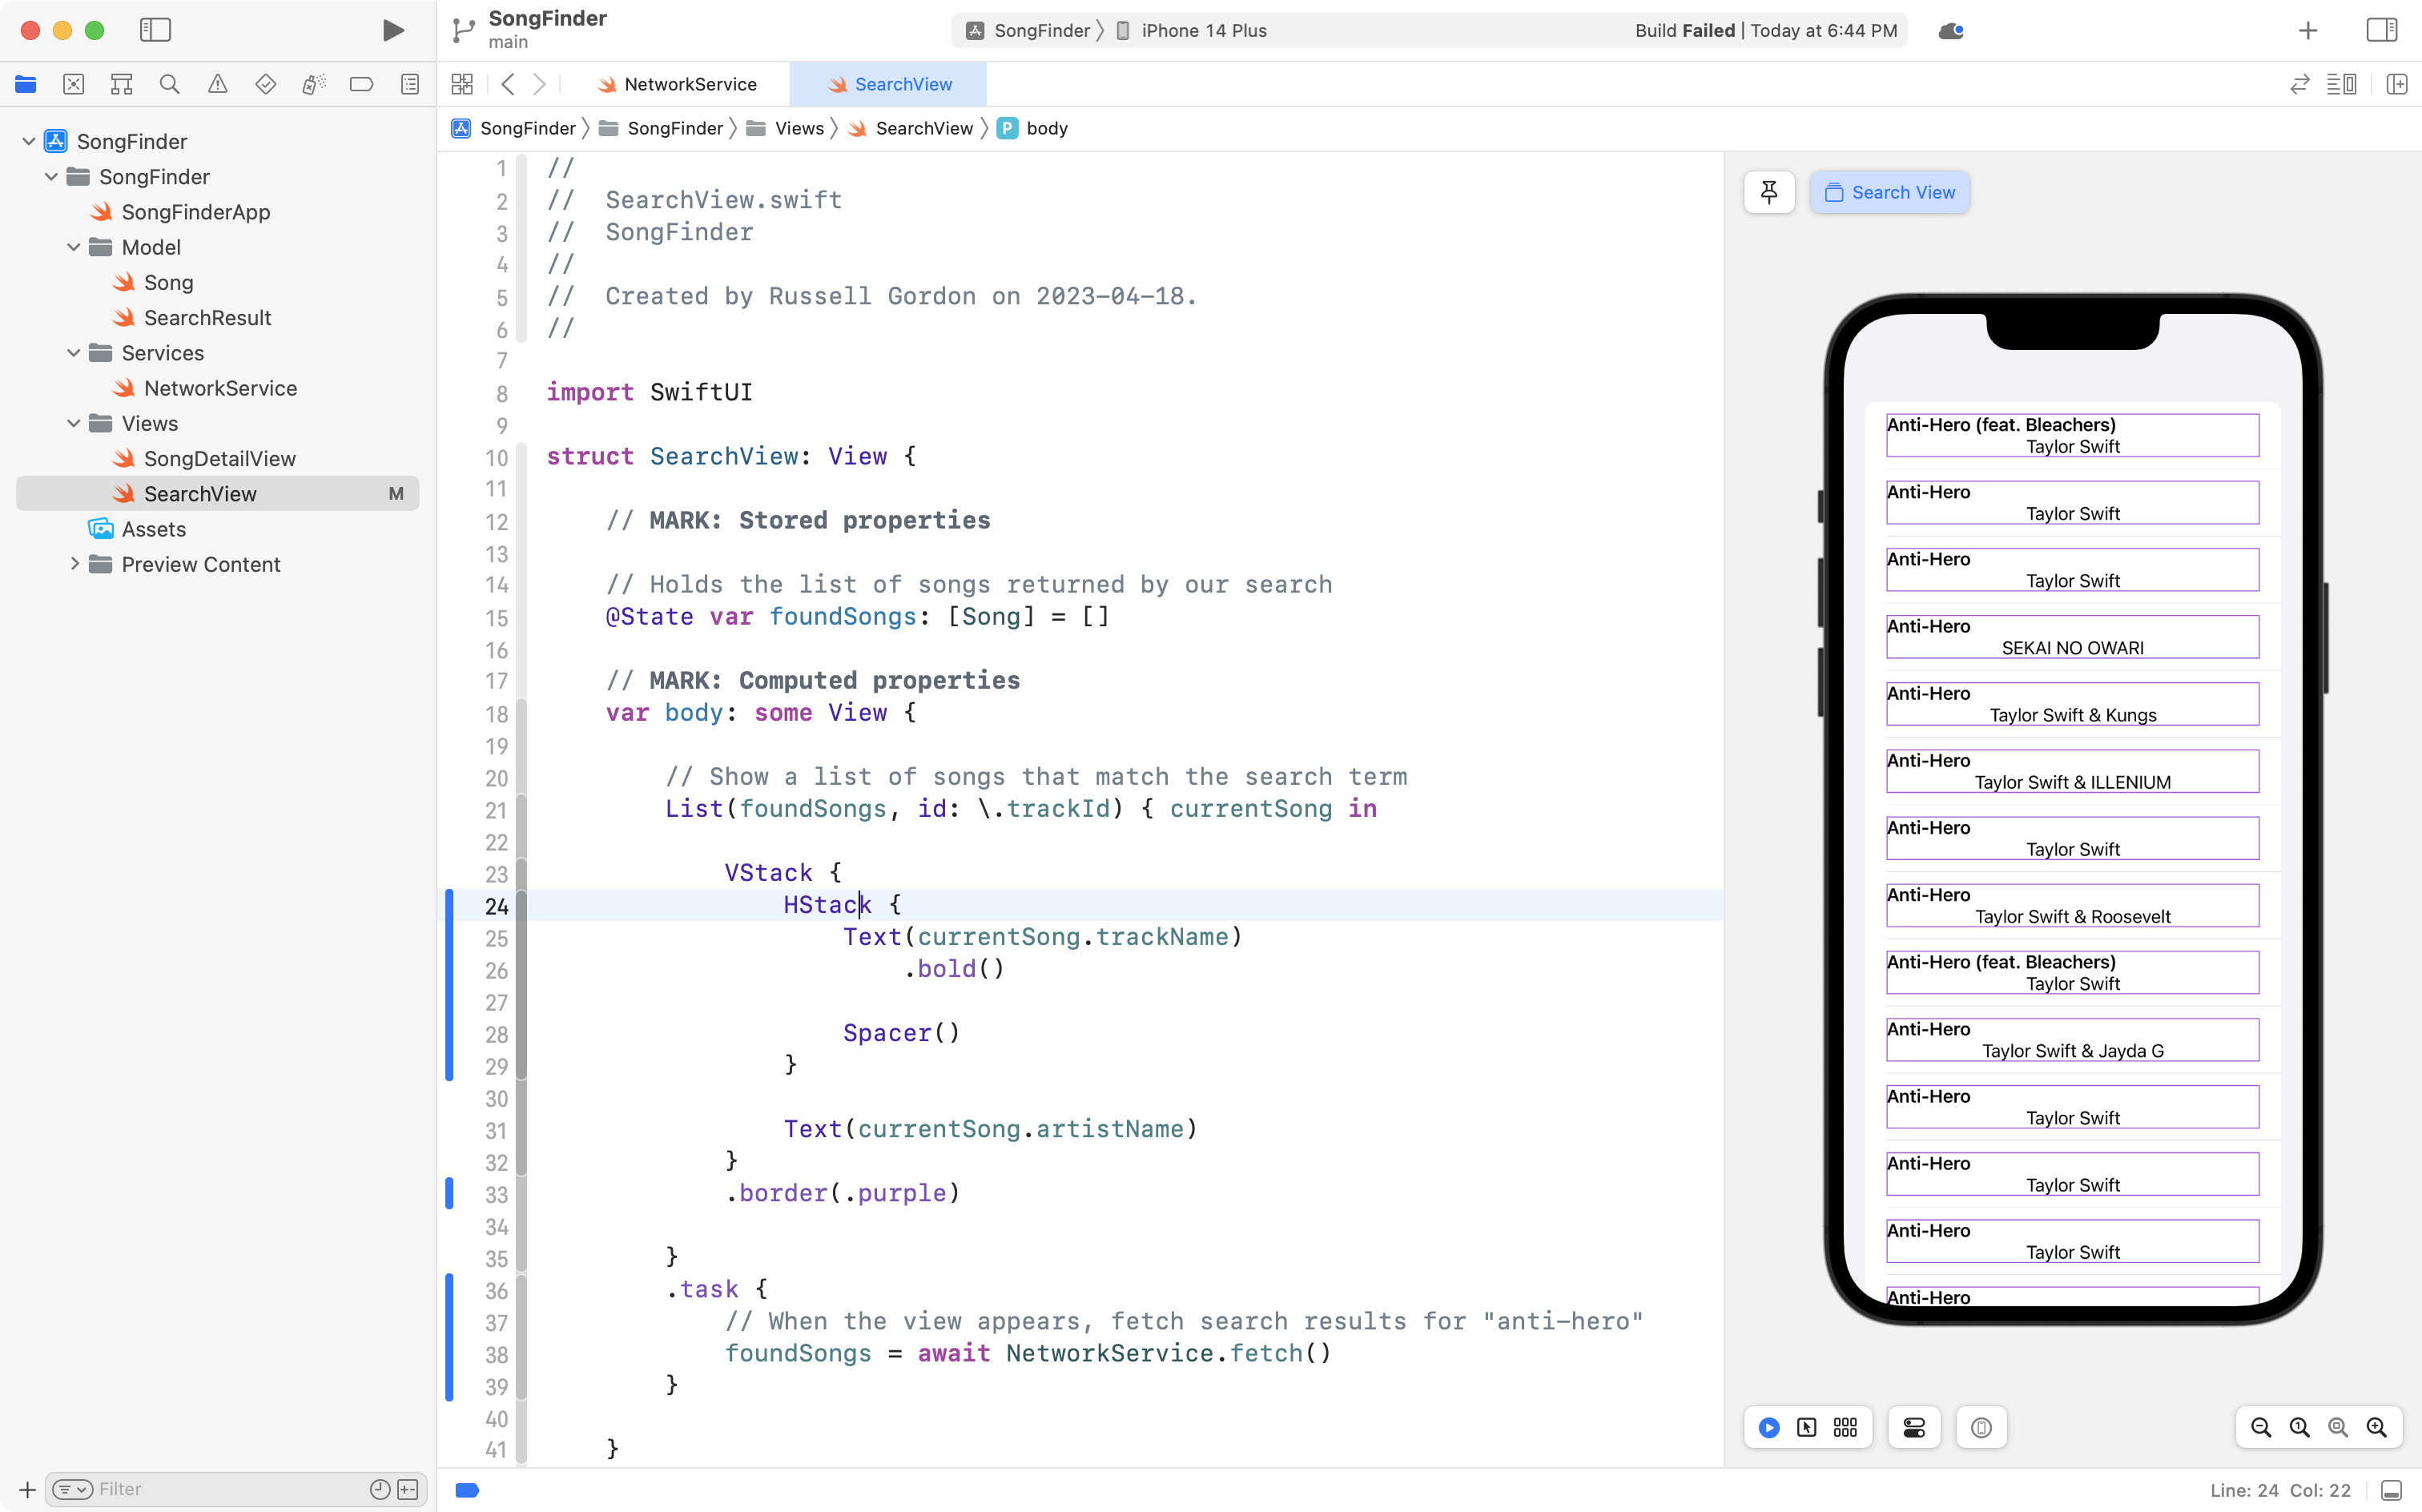 SongFinder
main
SongFinder
iPhone 14 Plus
Build Failed | Today at 6:44 PM
NetworkService
SearchView
SongFinder
SongFinder
Views
SearchView
P
body
SongFinder
SongFinder
SongFinderApp
Model
Song
SearchResult
Services
NetworkService
Views
SongDetailView
SearchView M
Assets
Preview Content
Filter
1 //
2 //  SearchView.swift
3 //  SongFinder
4 //
5 //  Created by Russell Gordon on 2023-04-18.
6 //
7
8 import SwiftUI
9
10 struct SearchView: View {
11
12     // MARK: Stored properties
13
14     // Holds the list of songs returned by our search
15     @State var foundSongs: [Song] = []
16
17     // MARK: Computed properties
18     var body: some View {
19
20         // Show a list of songs that match the search term
21         List(foundSongs, id: \.trackId) { currentSong in
22
23             VStack {
24                 HStack {
25                     Text(currentSong.trackName)
26                         .bold()
27
28                     Spacer()
29                 }
30
31                 Text(currentSong.artistName)
32             }
33             .border(.purple)
34
35         }
36         .task {
37             // When the view appears, fetch search results for "anti-hero"
38             foundSongs = await NetworkService.fetch()
39         }
40
41     }
Search View
Anti-Hero (feat. Bleachers)
Taylor Swift
Anti-Hero
Taylor Swift
Anti-Hero
Taylor Swift
Anti-Hero
SEKAI NO OWARI
Anti-Hero
Taylor Swift & Kungs
Anti-Hero
Taylor Swift & ILLENIUM
Anti-Hero
Taylor Swift
Anti-Hero
Taylor Swift & Roosevelt
Anti-Hero (feat. Bleachers)
Taylor Swift
Anti-Hero
Taylor Swift & Jayda G
Anti-Hero
Taylor Swift
Anti-Hero
Taylor Swift
Anti-Hero
Taylor Swift
Anti-Hero
Line: 24 Col: 22